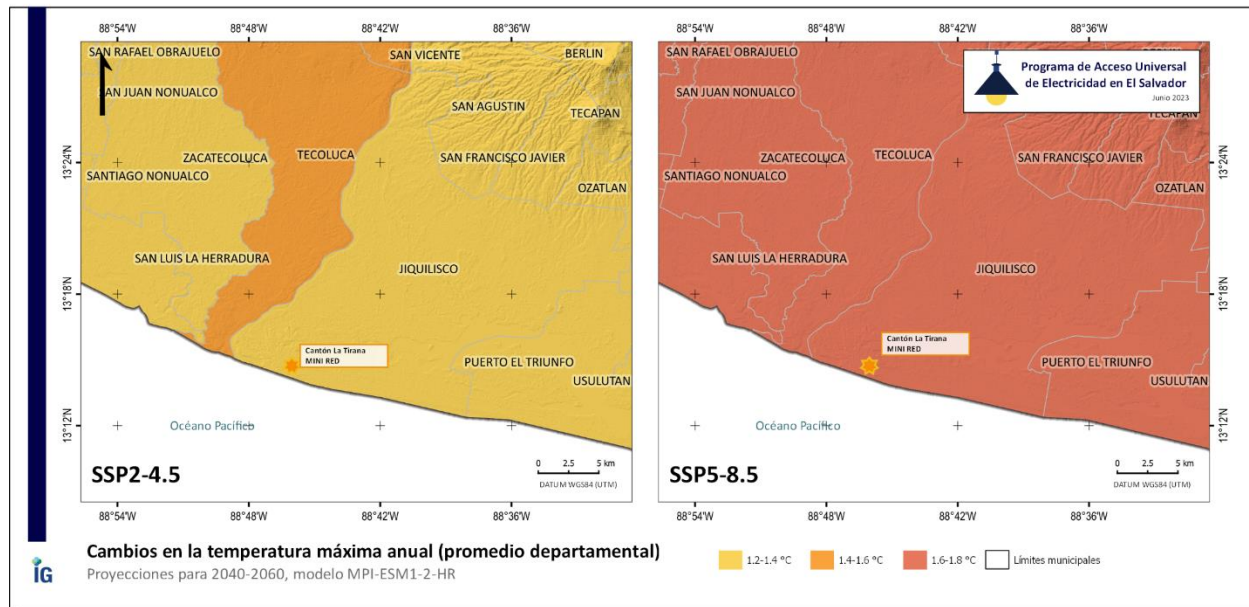 88°54'W
88°48'W
88°42'W
88°36'W
SAN RAFAEL OBRAJUELO
SAN VICENTE
BERLIN
SAN JUAN NONUALCO
SAN AGUSTIN
TECAPAN
13°24'N
ZACATECOLUCA
TECOLUCA
SAN FRANCISCO JAVIER
SANTIAGO NONUALCO
OZATLAN
SAN LUIS LA HERRADURA
JIQUILISCO
13°18'N
Cantón La Tirana
MINI RED
PUERTO EL TRIUNFO
USULUTAN
13°12'N
Océano Pacífico
SSP2-4.5
0 2.5 5 km
DATUM WGS84 (UTM)
88°54'W
88°48'W
88°42'W
88°36'W
88°54'W
88°48'W
88°42'W
88°36'W
SAN RAFAEL OBRAJUELO
Programa de Acceso Universal
de Electricidad en El Salvador
Junio 2023
SAN JUAN NONUALCO
TECAPAN
ZACATECOLUCA
TECOLUCA
SAN FRANCISCO JAVIER
13°24'N
SANTIAGO NONUALCO
OZATLAN
SAN LUIS LA HERRADURA
JIQUILISCO
13°18'N
Cantón La Tirana
MINI RED
PUERTO EL TRIUNFO
USULUTAN
13°12'N
Océano Pacífico
SSP5-8.5
0 2.5 5 km
DATUM WGS84 (UTM)
88°54'W
88°48'W
88°42'W
88°36'W
iG
Cambios en la temperatura máxima anual (promedio departamental)
Proyecciones para 2040-2060, modelo MPI-ESM1-2-HR
1.2-1.4 °C
1.4-1.6 °C
1.6-1.8 °C
Límites municipales